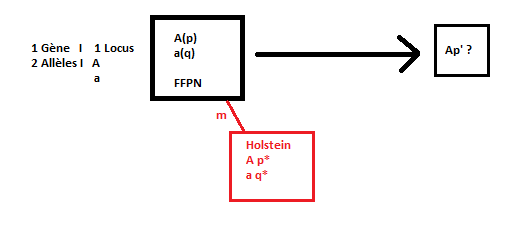 1 Gène I 1 Locus
2 Allèles I A
a
A(p)
a(q)
FFPN
Ap' ?
m
Holstein
A p*
a q*